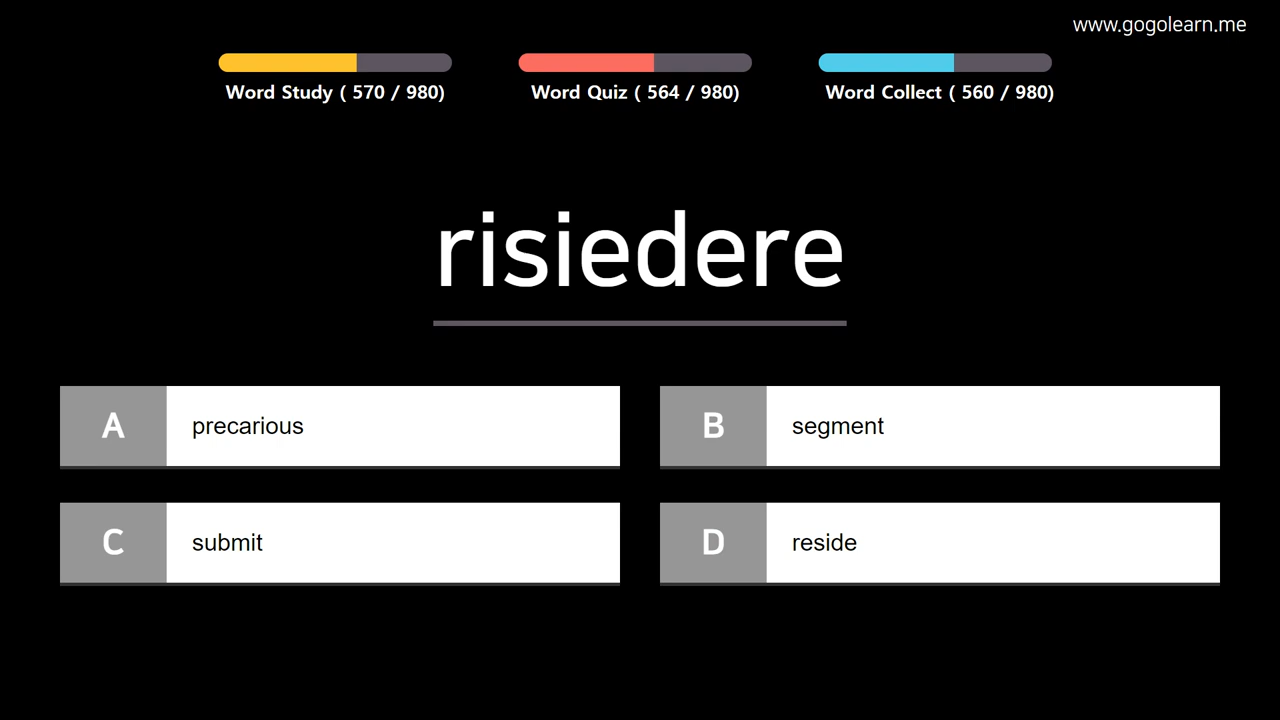 www.gogolearn.me
Word Study ( 570 / 980)
Word Quiz ( 564 / 980)
Word Collect ( 560 / 980)
risiedere
A precarious
B segment
C submit
D reside